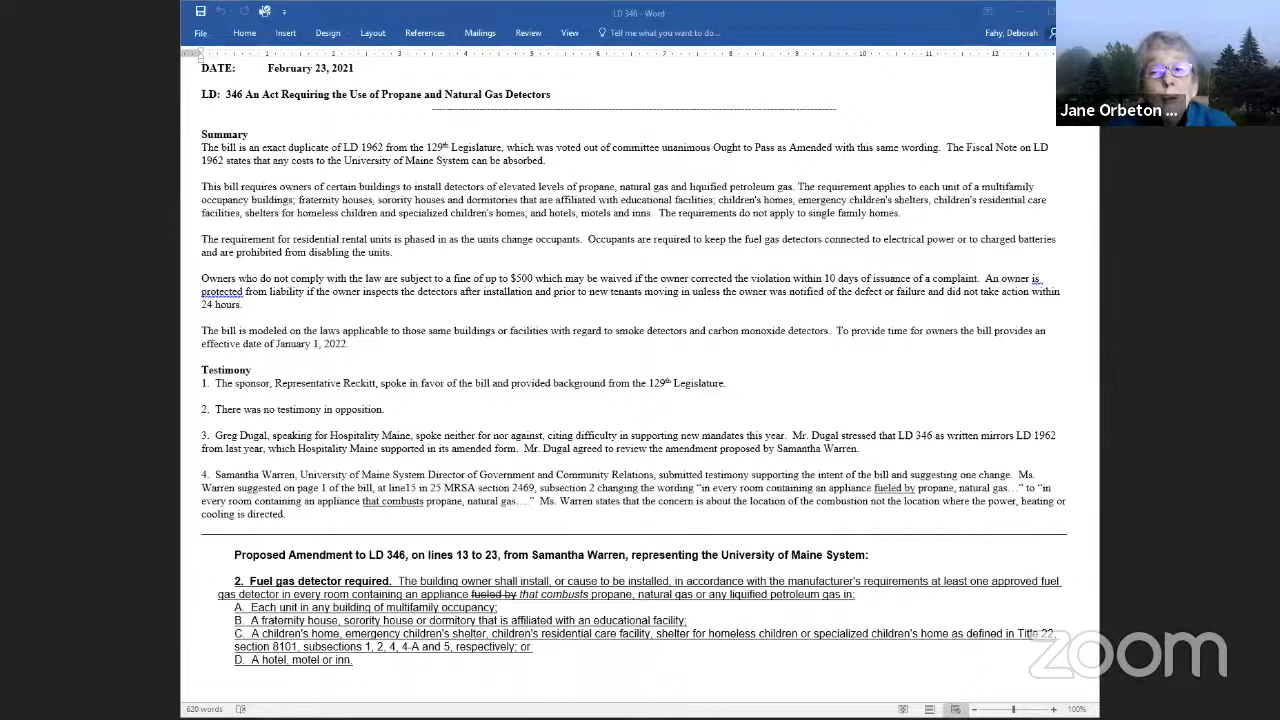 LD 346 - Word
File Home Insert Design Layout References Mailings Review View Tell me what you want to do... Fahy, Deborah
1 2 3 4 5 6 7 8 9 10 11 12
DATE: February 23, 2021
Jane Orbeton ...
LD: 346 An Act Requiring the Use of Propane and Natural Gas Detectors
Summary
The bill is an exact duplicate of LD 1962 from the 129th Legislature, which was voted out of committee unanimous Ought to Pass as Amended with this same wording. The Fiscal Note on LD
1962 states that any costs to the University of Maine System can be absorbed.
This bill requires owners of certain buildings to install detectors of elevated levels of propane, natural gas and liquified petroleum gas. The requirement applies to each unit of a multifamily
occupancy buildings; fraternity houses, sorority houses and dormitories that are affiliated with educational facilities; children's homes, emergency children's shelters, children's residential care
facilities, shelters for homeless children and specialized children's homes; and hotels, motels and inns. The requirements do not apply to single family homes.
The requirement for residential rental units is phased in as the units change occupants. Occupants are required to keep the fuel gas detectors connected to electrical power or to charged batteries
and are prohibited from disabling the units.
Owners who do not comply with the law are subject to a fine of up to $500 which may be waived if the owner corrected the violation within 10 days of issuance of a complaint. An owner is
protected from liability if the owner inspects the detectors after installation and prior to new tenants moving in unless the owner was notified of the defect or failure and did not take action within
24 hours.
The bill is modeled on the laws applicable to those same buildings or facilities with regard to smoke detectors and carbon monoxide detectors. To provide time for owners the bill provides an
effective date of January 1, 2022.
Testimony
1. The sponsor, Representative Reckitt, spoke in favor of the bill and provided background from the 129th Legislature.
2. There was no testimony in opposition.
3. Greg Dugal, speaking for Hospitality Maine, spoke neither for nor against, citing difficulty in supporting new mandates this year. Mr. Dugal stressed that LD 346 as written mirrors LD 1962
from last year, which Hospitality Maine supported in its amended form. Mr. Dugal agreed to review the amendment proposed by Samantha Warren.
4. Samantha Warren, University of Maine System Director of Government and Community Relations, submitted testimony supporting the intent of the bill and suggesting one change. Ms.
Warren suggested on page 1 of the bill, at line15 in 25 MRSA section 2469, subsection 2 changing the wording “in every room containing an appliance fueled by propane, natural gas…” to “in
every room containing an appliance that combusts propane, natural gas….” Ms. Warren states that the concern is about the location of the combustion not the location where the power, heating or
cooling is directed.
Proposed Amendment to LD 346, on lines 13 to 23, from Samantha Warren, representing the University of Maine System:
2. Fuel gas detector required. The building owner shall install, or cause to be installed, in accordance with the manufacturer's requirements at least one approved fuel
gas detector in every room containing an appliance fueled by that combusts propane, natural gas or any liquified petroleum gas in:
A. Each unit in any building of multifamily occupancy;
B. A fraternity house, sorority house or dormitory that is affiliated with an educational facility;
C. A children's home, emergency children's shelter, children's residential care facility, shelter for homeless children or specialized children's home as defined in Title 22,
section 8101, subsections 1, 2, 4, 4-A and 5, respectively; or
D. A hotel, motel or inn.
zoom
620 words 100%